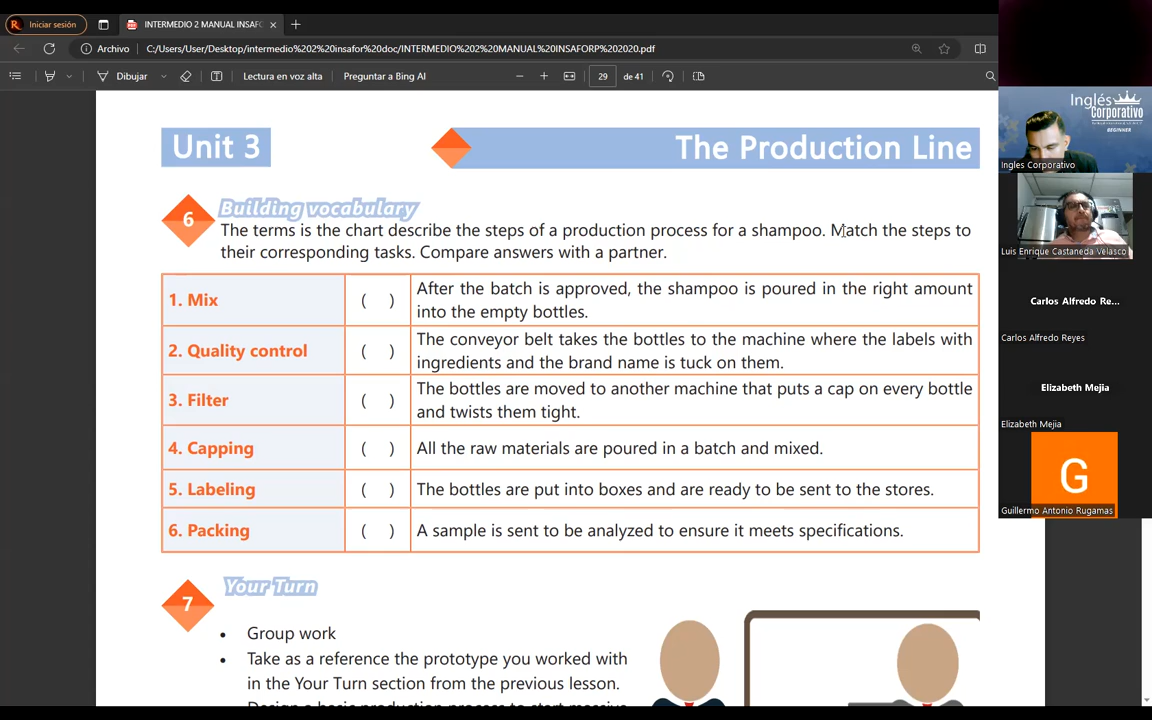 Iniciar sesión
INTERMEDIO 2 MANUAL INSAFO
Archivo
C:/Users/User/Desktop/intermedio%202%20insafor%20doc/INTERMEDIO%202%20MANUAL%20INSAFORP%202020.pdf
Dibujar
Lectura en voz alta
Preguntar a Bing AI
29
de 41
Unit 3
The Production Line
6
Building vocabulary
The terms is the chart describe the steps of a production process for a shampoo. Match the steps to
their corresponding tasks. Compare answers with a partner.
1. Mix
( )
After the batch is approved, the shampoo is poured in the right amount
into the empty bottles.
2. Quality control
( )
The conveyor belt takes the bottles to the machine where the labels with
ingredients and the brand name is tuck on them.
3. Filter
( )
The bottles are moved to another machine that puts a cap on every bottle
and twists them tight.
4. Capping
( )
All the raw materials are poured in a batch and mixed.
5. Labeling
( )
The bottles are put into boxes and are ready to be sent to the stores.
6. Packing
( )
A sample is sent to be analyzed to ensure it meets specifications.
7
Your Turn
• Group work
• Take as a reference the prototype you worked with
in the Your Turn section from the previous lesson.
Design a basic production process to start massive
Inglés
Corporativo
BEGINNER
Ingles Corporativo
Luis Enrique Castaneda Velasco
Carlos Alfredo Re...
Carlos Alfredo Reyes
Elizabeth Mejia
Elizabeth Mejia
G
Guillermo Antonio Rugamas